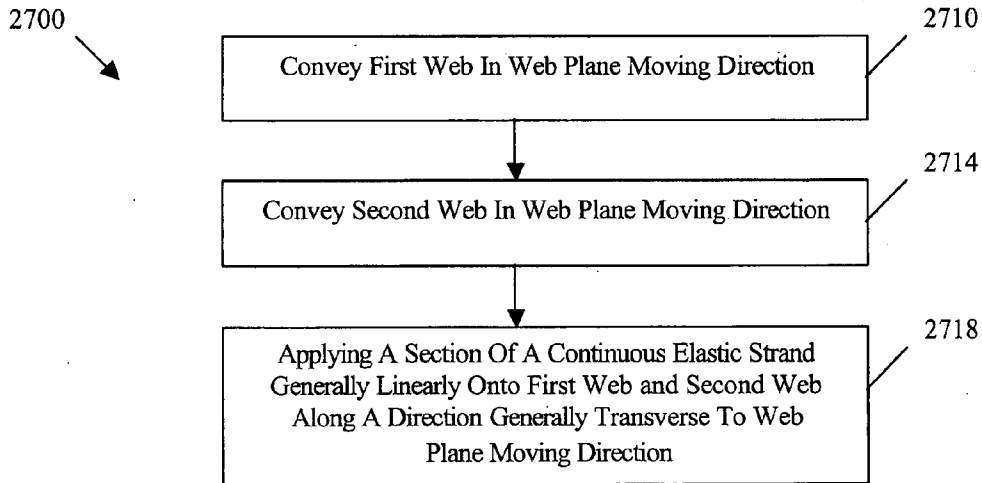 2700
2710
Convey First Web In Web Plane Moving Direction
2714
Convey Second Web In Web Plane Moving Direction
2718
Applying A Section Of A Continuous Elastic Strand
Generally Linearly Onto First Web and Second Web
Along A Direction Generally Transverse To Web
Plane Moving Direction